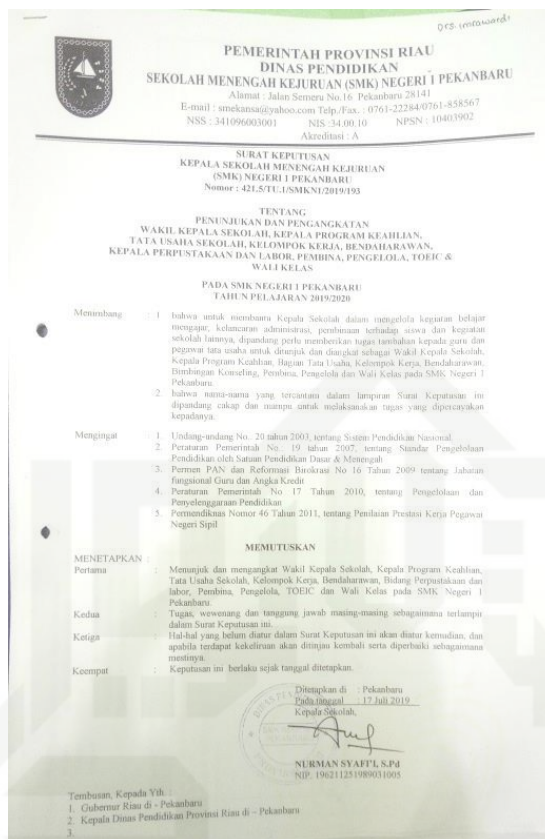 Drs. imrawardi
PEMERINTAH PROVINSI RIAU
DINAS PENDIDIKAN
SEKOLAH MENENGAH KEJURUAN (SMK) NEGERI 1 PEKANBARU
Alamat : Jalan Semeru No.16 Pekanbaru 28141
E-mail : smekansa@yahoo.com Telp./Fax. : 0761-22284/0761-858567
NSS : 341096003001 NIS :34.00.10 NPSN : 10403902
Akreditasi : A
SURAT KEPUTUSAN
KEPALA SEKOLAH MENENGAH KEJURUAN
(SMK) NEGERI 1 PEKANBARU
Nomor : 421.5/TU.1/SMKN1/2019/193
TENTANG
PENUNJUKAN DAN PENGANGKATAN
WAKIL KEPALA SEKOLAH, KEPALA PROGRAM KEAHLIAN,
TATA USAHA SEKOLAH, KELOMPOK KERJA, BENDAHARAWAN,
KEPALA PERPUSTAKAAN DAN LABOR, PEMBINA, PENGELOLA, TOEIC &
WALI KELAS
PADA SMK NEGERI 1 PEKANBARU
TAHUN PELAJARAN 2019/2020
Menimbang : 1. bahwa untuk membantu Kepala Sekolah dalam mengelola kegiatan belajar
mengajar, kelancaran administrasi, pembinaan terhadap siswa dan kegiatan
sekolah lainnya, dipandang perlu memberikan tugas tambahan kepada guru dan
pegawai tata usaha untuk ditunjuk dan diangkat sebagai Wakil Kepala Sekolah,
Kepala Program Keahlian, Bagian Tata Usaha, Kelompok Kerja, Bendaharawan,
Bimbingan Konseling, Pembina, Pengelola dan Wali Kelas pada SMK Negeri 1
Pekanbaru.
2. bahwa nama-nama yang tercantum dalam lampiran Surat Keputusan ini
dipandang cakap dan mampu untuk melaksanakan tugas yang dipercayakan
kepadanya.
Mengingat : 1. Undang-undang No. 20 tahun 2003, tentang Sistem Pendidikan Nasional.
2. Peraturan Pemerintah No. 19 tahun 2007, tentang Standar Pengelolaan
Pendidikan oleh Satuan Pendidikan Dasar & Menengah
3. Permen PAN dan Reformasi Birokrasi No 16 Tahun 2009 tentang Jabatan
fungsional Guru dan Angka Kredit
4. Peraturan Pemerintah No 17 Tahun 2010, tentang Pengelolaan dan
Penyelenggaraan Pendidikan
5. Permendiknas Nomor 46 Tahun 2011, tentang Penilaian Prestasi Kerja Pegawai
Negeri Sipil
MEMUTUSKAN
MENETAPKAN :
Pertama : Menunjuk dan mengangkat Wakil Kepala Sekolah, Kepala Program Keahlian,
Tata Usaha Sekolah, Kelompok Kerja, Bendaharawan, Bidang Perpustakaan dan
labor, Pembina, Pengelola, TOEIC dan Wali Kelas pada SMK Negeri 1
Pekanbaru.
Kedua : Tugas, wewenang dan tanggung jawab masing-masing sebagaimana terlampir
dalam Surat Keputusan ini.
Ketiga : Hal-hal yang belum diatur dalam Surat Keputusan ini akan diatur kemudian, dan
apabila terdapat kekeliruan akan ditinjau kembali serta diperbaiki sebagaimana
mestinya.
Keempat : Keputusan ini berlaku sejak tanggal ditetapkan.
Ditetapkan di : Pekanbaru
Pada tanggal : 17 Juli 2019
Kepala Sekolah,
NURMAN SYAFI'I, S.Pd
NIP. 196211251989031005
Tembusan, Kepada Yth. :
1. Gubernur Riau di - Pekanbaru
2. Kepala Dinas Pendidikan Provinsi Riau di – Pekanbaru
3.